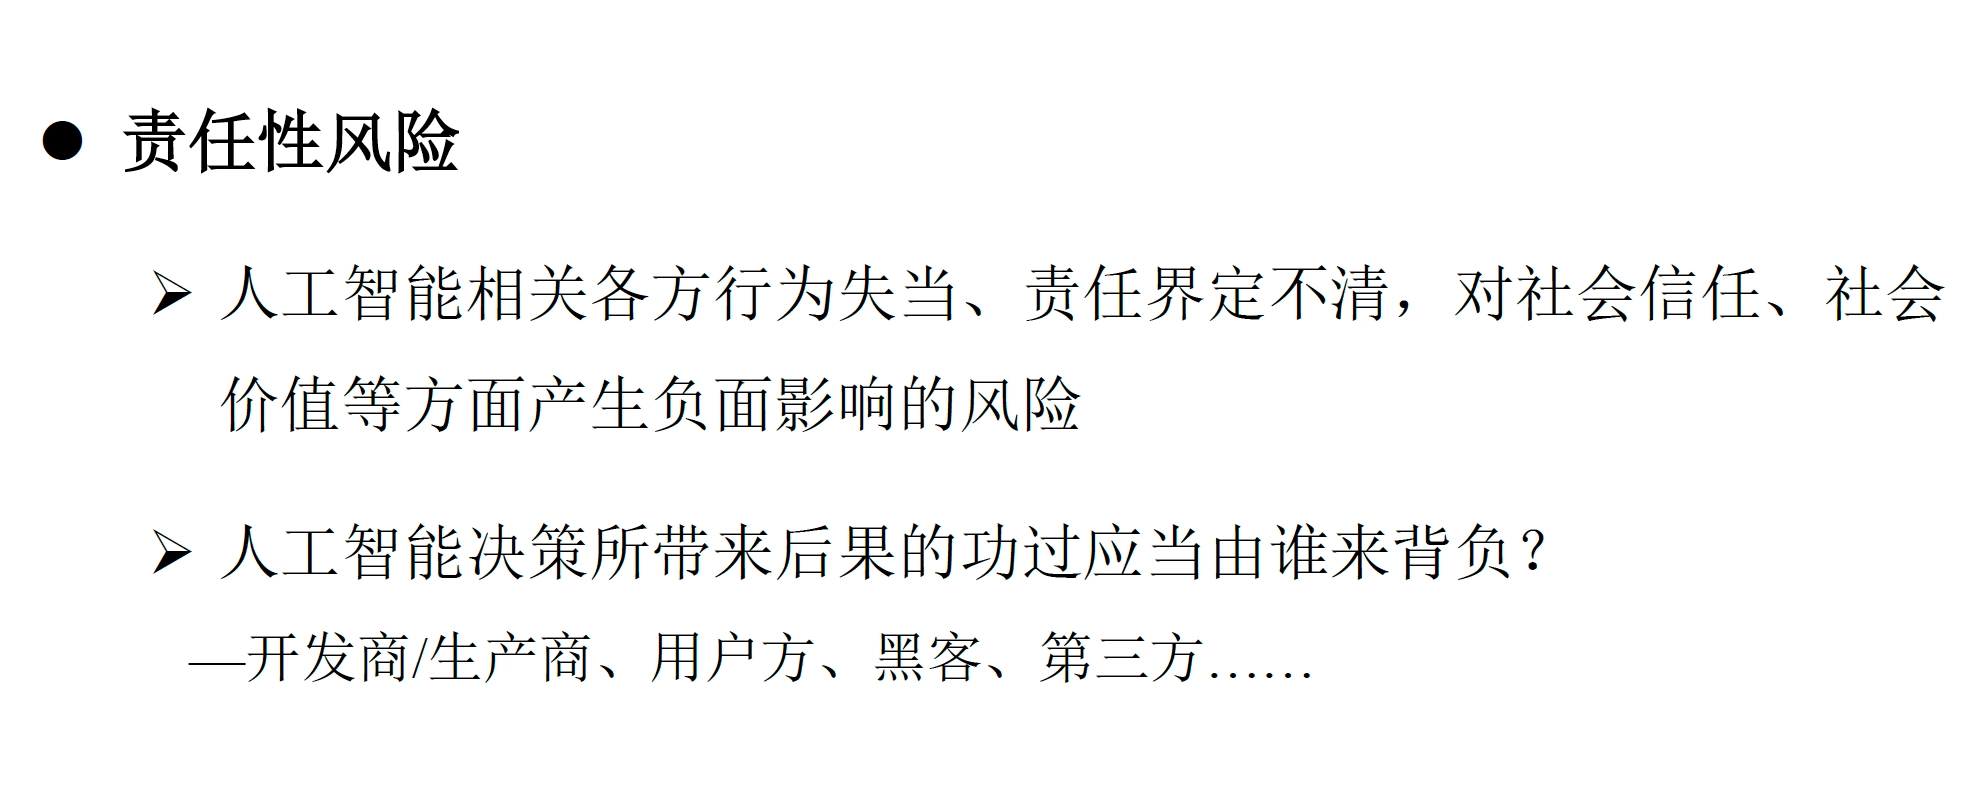 ● 责任性风险
➢ 人工智能相关各方行为失当、责任界定不清，对社会信任、社会
价值等方面产生负面影响的风险
➢ 人工智能决策所带来后果的功过应当由谁来背负？
—开发商/生产商、用户方、黑客、第三方……